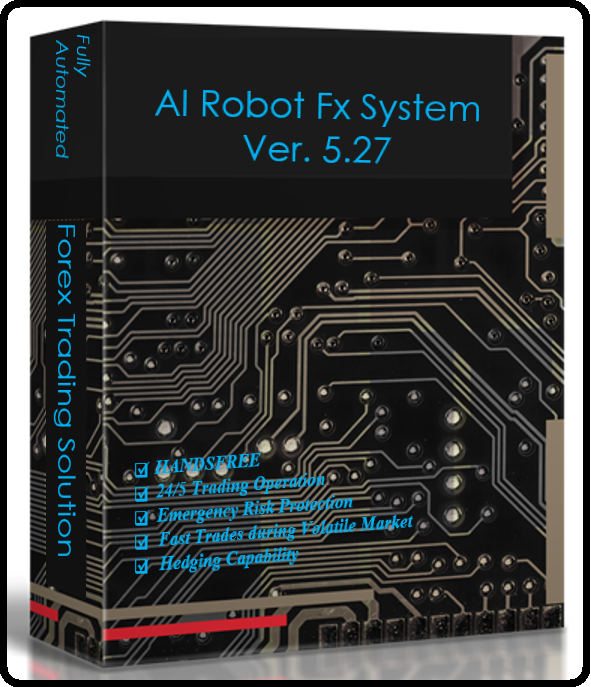 AI Robot Fx System
Ver. 5.27
Fully
Automated
Forex Trading Solution
HANDSFREE
24/5 Trading Operation
Emergency Risk Protection
Fast Trades during Volatile Market
Hedging Capability